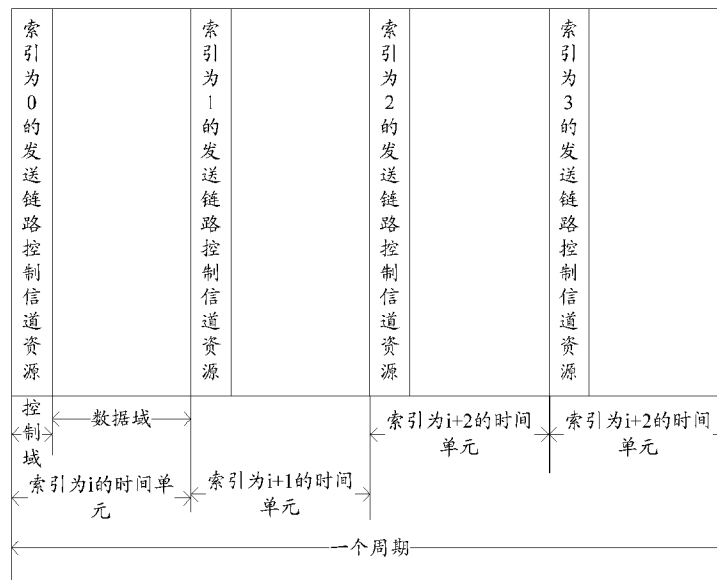 索引为0的发送链路控制信道资源
索引为1的发送链路控制信道资源
索引为2的发送链路控制信道资源
索引为3的发送链路控制信道资源
控制域
数据域
索引为i+2的时间
单元
索引为i+2的时间
单元
索引为i的时间单
元
索引为i+1的时间
单元
一个周期